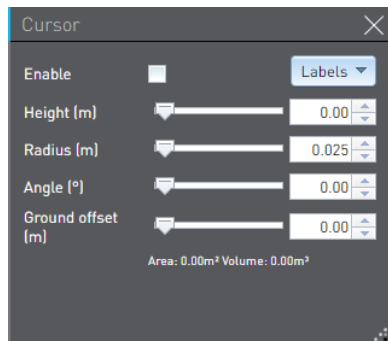 Cursor
Enable Labels
Height (m) 0.00
Radius (m) 0.025
Angle (°) 0.00
Ground offset
(m) 0.00
Area: 0.00m² Volume: 0.00m³